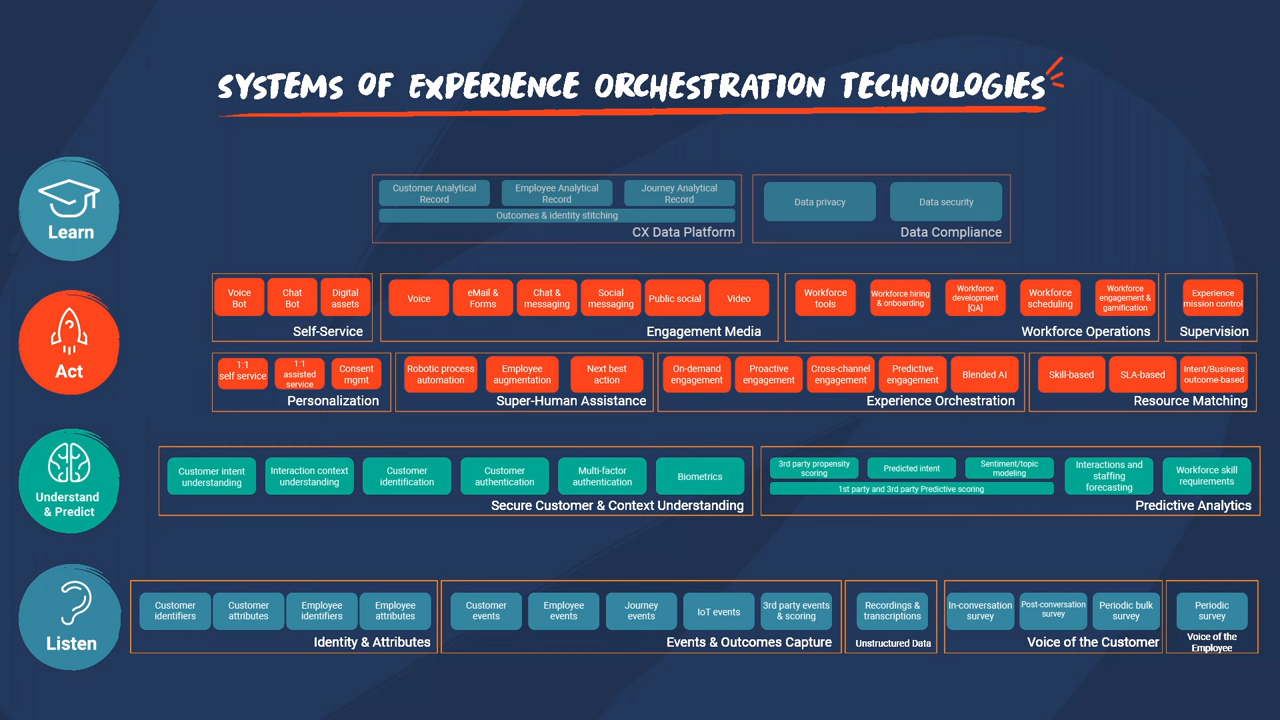 SYSTEMS OF EXPERIENCE ORCHESTRATION TECHNOLOGIES
Learn
Customer Analytical
Record
Employee Analytical
Record
Journey Analytical
Record
Outcomes & identity stitching
CX Data Platform
Data privacy
Data security
Data Compliance
Act
Voice
Bot
Chat
Bot
Digital
assets
Self-Service
Voice
eMail &
Forms
Chat &
messaging
Social
messaging
Public social
Video
Engagement Media
Workforce
tools
Workforce hiring
& onboarding
Workforce
development
[QA]
Workforce
scheduling
Workforce
engagement &
gamification
Workforce Operations
Experience
mission control
Supervision
1:1
self service
1:1
assisted
service
Consent
mgmt
Personalization
Robotic process
automation
Employee
augmentation
Next best
action
Super-Human Assistance
On-demand
engagement
Proactive
engagement
Cross-channel
engagement
Predictive
engagement
Blended AI
Experience Orchestration
Skill-based
SLA-based
Intent/Business
outcome-based
Resource Matching
Understand
& Predict
Customer intent
understanding
Interaction context
understanding
Customer
identification
Customer
authentication
Multi-factor
authentication
Biometrics
Secure Customer & Context Understanding
3rd party propensity
scoring
Predicted intent
Sentiment/topic
modeling
1st party and 3rd party Predictive scoring
Interactions and
staffing
forecasting
Workforce skill
requirements
Predictive Analytics
Listen
Customer
identifiers
Customer
attributes
Employee
identifiers
Employee
attributes
Identity & Attributes
Customer
events
Employee
events
Journey
events
IoT events
3rd party events
& scoring
Events & Outcomes Capture
Recordings &
transcriptions
Unstructured Data
In-conversation
survey
Post-conversation
survey
Periodic bulk
survey
Voice of the Customer
Periodic
survey
Voice of the
Employee